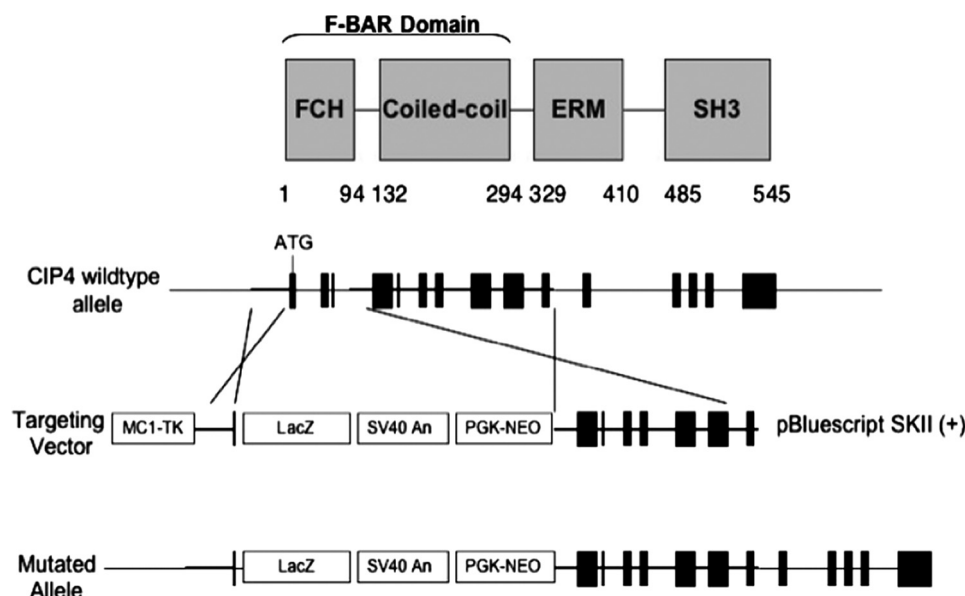 F-BAR Domain
FCH Coiled-coil ERM SH3
1 94 132 294 329 410 485 545
ATG
CIP4 wildtype
allele
Targeting
Vector
MC1-TK LacZ SV40 An PGK-NEO pBluescript SKII (+)
Mutated
Allele
LacZ SV40 An PGK-NEO